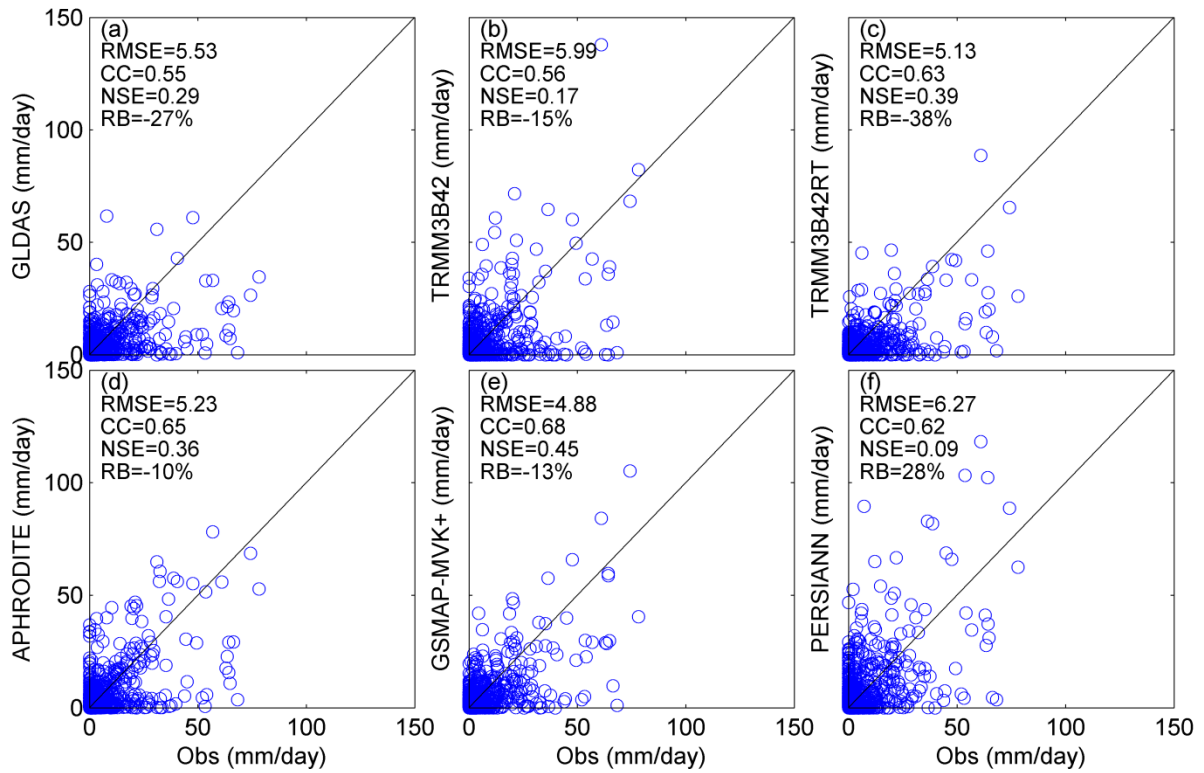 150
100
50
0
GLDAS (mm/day)
(a)
RMSE=5.53
CC=0.55
NSE=0.29
RB=-27%
TRMM3B42 (mm/day)
(b)
RMSE=5.99
CC=0.56
NSE=0.17
RB=-15%
TRMM3B42RT (mm/day)
(c)
RMSE=5.13
CC=0.63
NSE=0.39
RB=-38%
150
100
50
0
APHRODITE (mm/day)
(d)
RMSE=5.23
CC=0.65
NSE=0.36
RB=-10%
0 50 100 150
Obs (mm/day)
GSMAP-MVK+ (mm/day)
(e)
RMSE=4.88
CC=0.68
NSE=0.45
RB=-13%
0 50 100 150
Obs (mm/day)
PERSIANN (mm/day)
(f)
RMSE=6.27
CC=0.62
NSE=0.09
RB=28%
0 50 100 150
Obs (mm/day)